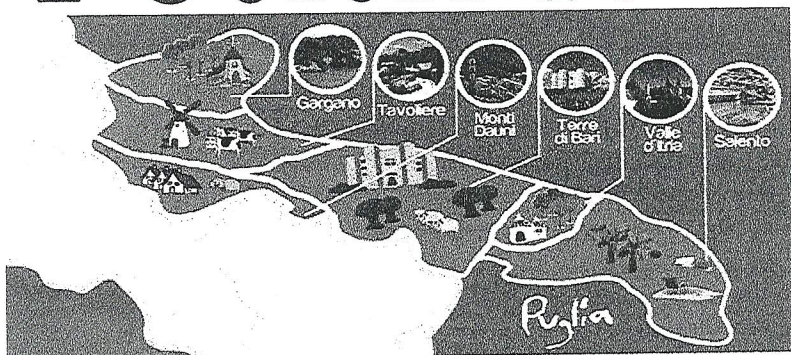 Gargano
Tavoliere
Monti
Dauni
Terre
di Bari
Valle
d'Itria
Salento
Puglia